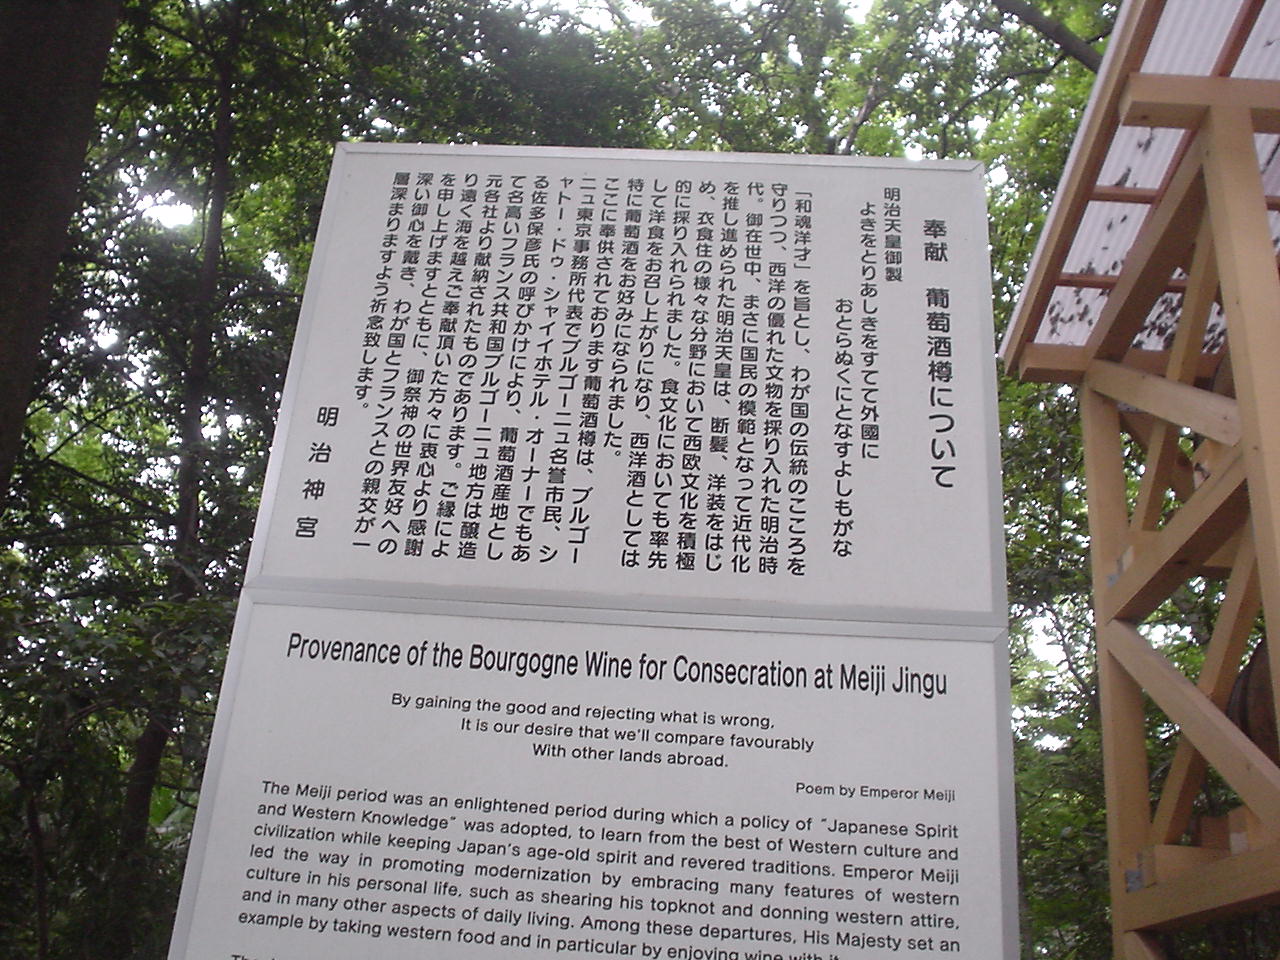 奉献 葡萄酒樽について
明治天皇御製
よきをとりあしきをすてて外國に
おとらぬくにとなすよしもがな
「和魂洋才」を旨とし、わが国の伝統のこころを
守りつつ、西洋の優れた文物を採り入れた明治時
代。御在世中、まさに国民の模範となって近代化
を推し進められた明治天皇は、断髪、洋装をはじ
め、衣食住の様々な分野において西欧文化を積極
的に採り入れられました。食文化においても率先
して洋食をお召し上がりになり、西洋酒としては
特に葡萄酒をお好みになられました。
ここに奉供されております葡萄酒樽は、ブルゴー
ニュ東京事務所代表でブルゴーニュ名誉市民、シ
ャトー・ドゥ・シャイイホテル・オーナーでもあ
る佐多保彦氏の呼びかけにより、葡萄酒産地とし
て名高いフランス共和国ブルゴーニュ地方は醸造
元各社より献納されたものであります。ご縁によ
り遠く海を越えご奉献頂いた方々に衷心より感謝
を申し上げますとともに、御祭神の世界友好への
深い御心を戴き、わが国とフランスとの親交が一
層深まりますよう祈念致します。
明治神宮
Provenance of the Bourgogne Wine for Consecration at Meiji Jingu
By gaining the good and rejecting what is wrong,
It is our desire that we'll compare favourably
With other lands abroad.
Poem by Emperor Meiji
The Meiji period was an enlightened period during which a policy of "Japanese Spirit
and Western Knowledge" was adopted, to learn from the best of Western culture and
civilization while keeping Japan's age-old spirit and revered traditions. Emperor Meiji
led the way in promoting modernization by embracing many features of western
culture in his personal life, such as shearing his topknot and donning western attire,
and in many other aspects of daily living. Among these departures, His Majesty set an
example by taking western food and in particular by enjoying wine with it.